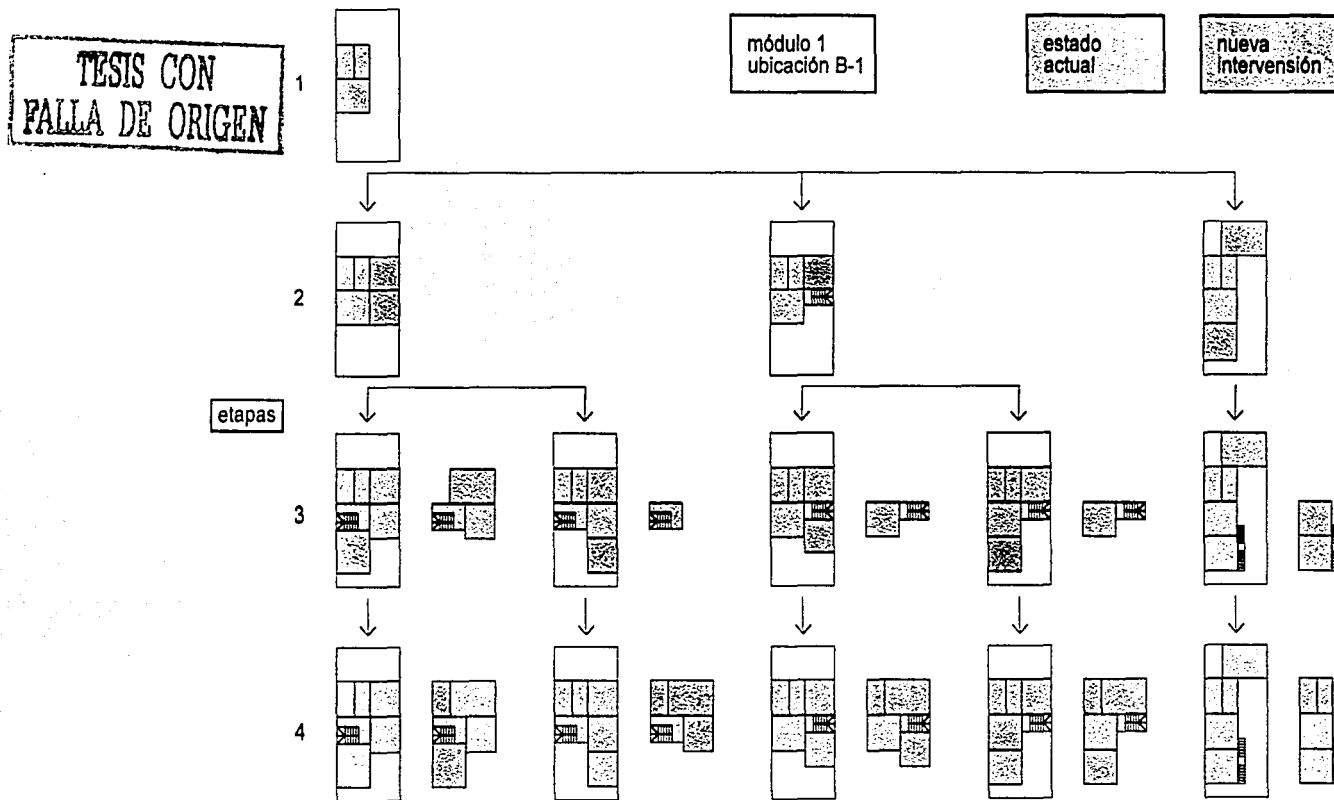 TESIS CON
FALLA DE ORIGEN
módulo 1
ubicación B-1
estado
actual
nueva
intervensión
1
2
etapas
3
4